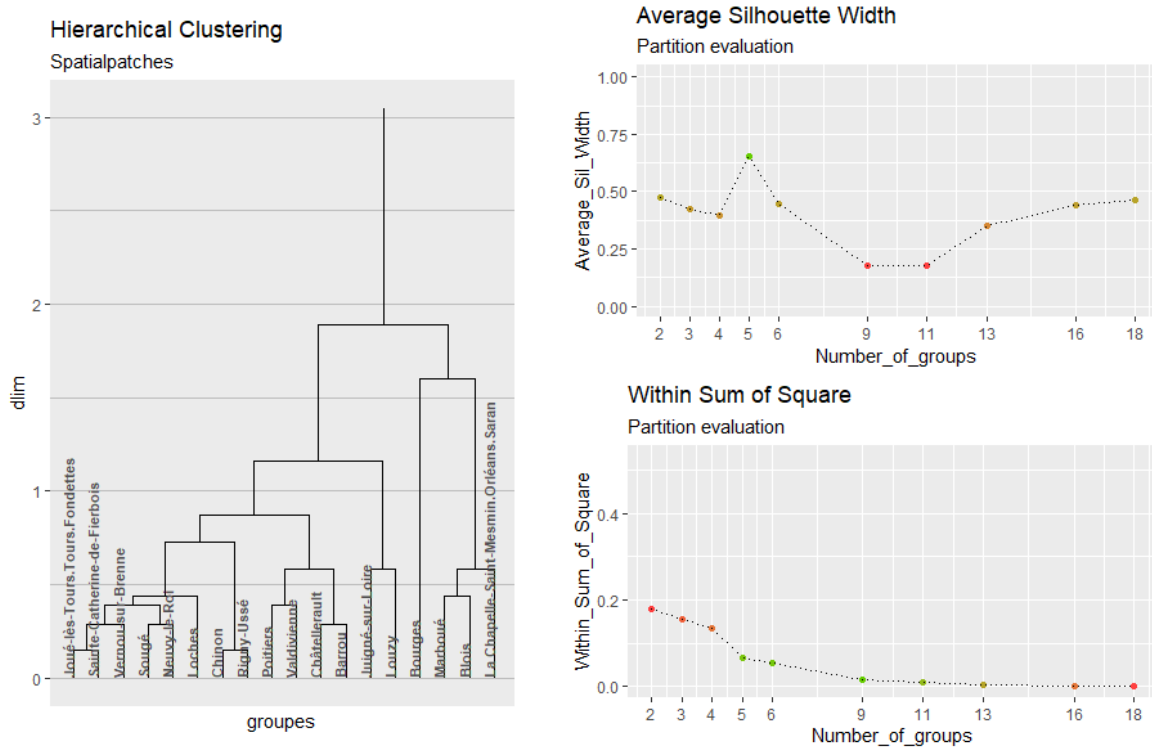 Hierarchical Clustering
Spatialpatches
3
2
1
0
dlim
Joué-lès-Tours.Tours.Fondettes
Sainte-Catherine-de-Fierbois
Vernou-sur-Brenne
Sougé
Neuvy-le-Roi
Loches
Chinon
Rigny-Ussé
Poitiers
Valdivienne
Châtellerault
Barrou
Juigné-sur-Loire
Louzy
Bourges
Marboué
Blois
La Chapelle-Saint-Mesmin.Orléans.Saran
groupes
Average Silhouette Width
Partition evaluation
1.00
0.75
0.50
0.25
0.00
Average_Sil_Width
2 3 4 5 6 9 11 13 16 18
Number_of_groups
Within Sum of Square
Partition evaluation
0.4
0.2
0.0
Within_Sum_of_Square
2 3 4 5 6 9 11 13 16 18
Number_of_groups